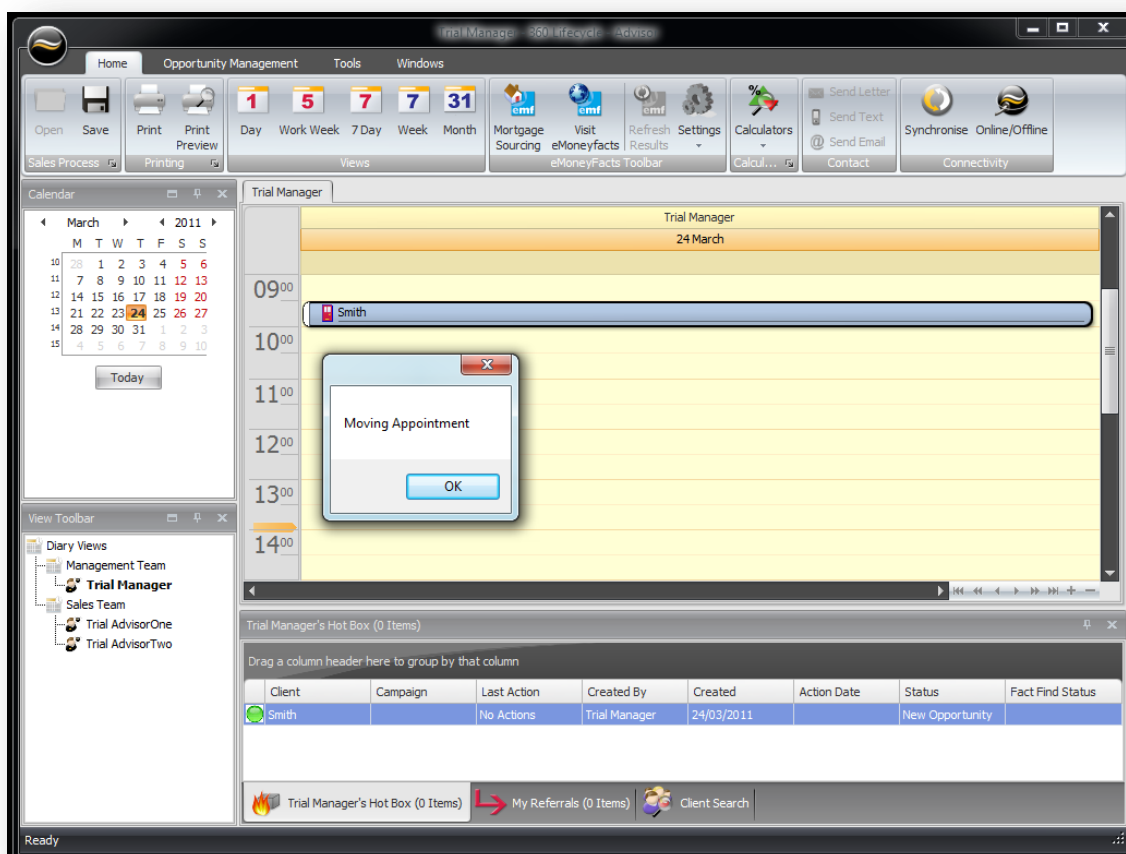 Trial Manager - 360 Lifecycle - Advisor
Home Opportunity Management Tools Windows
1 5 7 7 31 emf emf emf %
Open Save Print Print Preview Day Work Week 7 Day Week Month Mortgage Sourcing Visit eMoneyfacts Refresh Results Settings Calculators Send Letter Send Text @ Send Email Synchronise Online/Offline
Sales Process Printing Views eMoneyFacts Toolbar Calcul... Contact Connectivity
Calendar
March 2011
M T W T F S S
10 28 1 2 3 4 5 6
11 7 8 9 10 11 12 13
12 14 15 16 17 18 19 20
13 21 22 23 24 25 26 27
14 28 29 30 31 1 2 3
15 4 5 6 7 8 9 10
Today
View Toolbar
Diary Views
Management Team
Trial Manager
Sales Team
Trial AdvisorOne
Trial AdvisorTwo
Trial Manager
Trial Manager
24 March
09 00
Smith
10 00
11 00
12 00
13 00
14 00
Moving Appointment
OK
Trial Manager's Hot Box (0 Items)
Drag a column header here to group by that column
Client Campaign Last Action Created By Created Action Date Status Fact Find Status
Smith No Actions Trial Manager 24/03/2011 New Opportunity
Trial Manager's Hot Box (0 Items) My Referrals (0 Items) Client Search
Ready